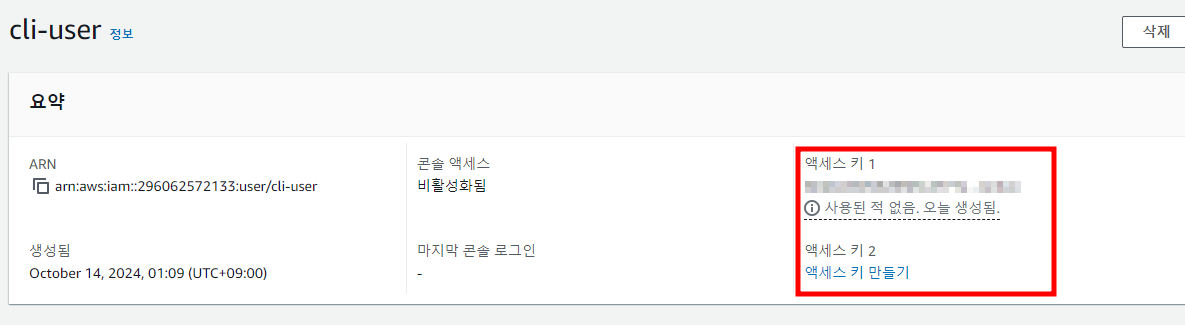 cli-user 정보
삭제
요약
ARN
arn:aws:iam::296062572133:user/cli-user
생성됨
October 14, 2024, 01:09 (UTC+09:00)
콘솔 액세스
비활성화됨
마지막 콘솔 로그인
-
액세스 키 1
사용된 적 없음. 오늘 생성됨.
액세스 키 2
액세스 키 만들기